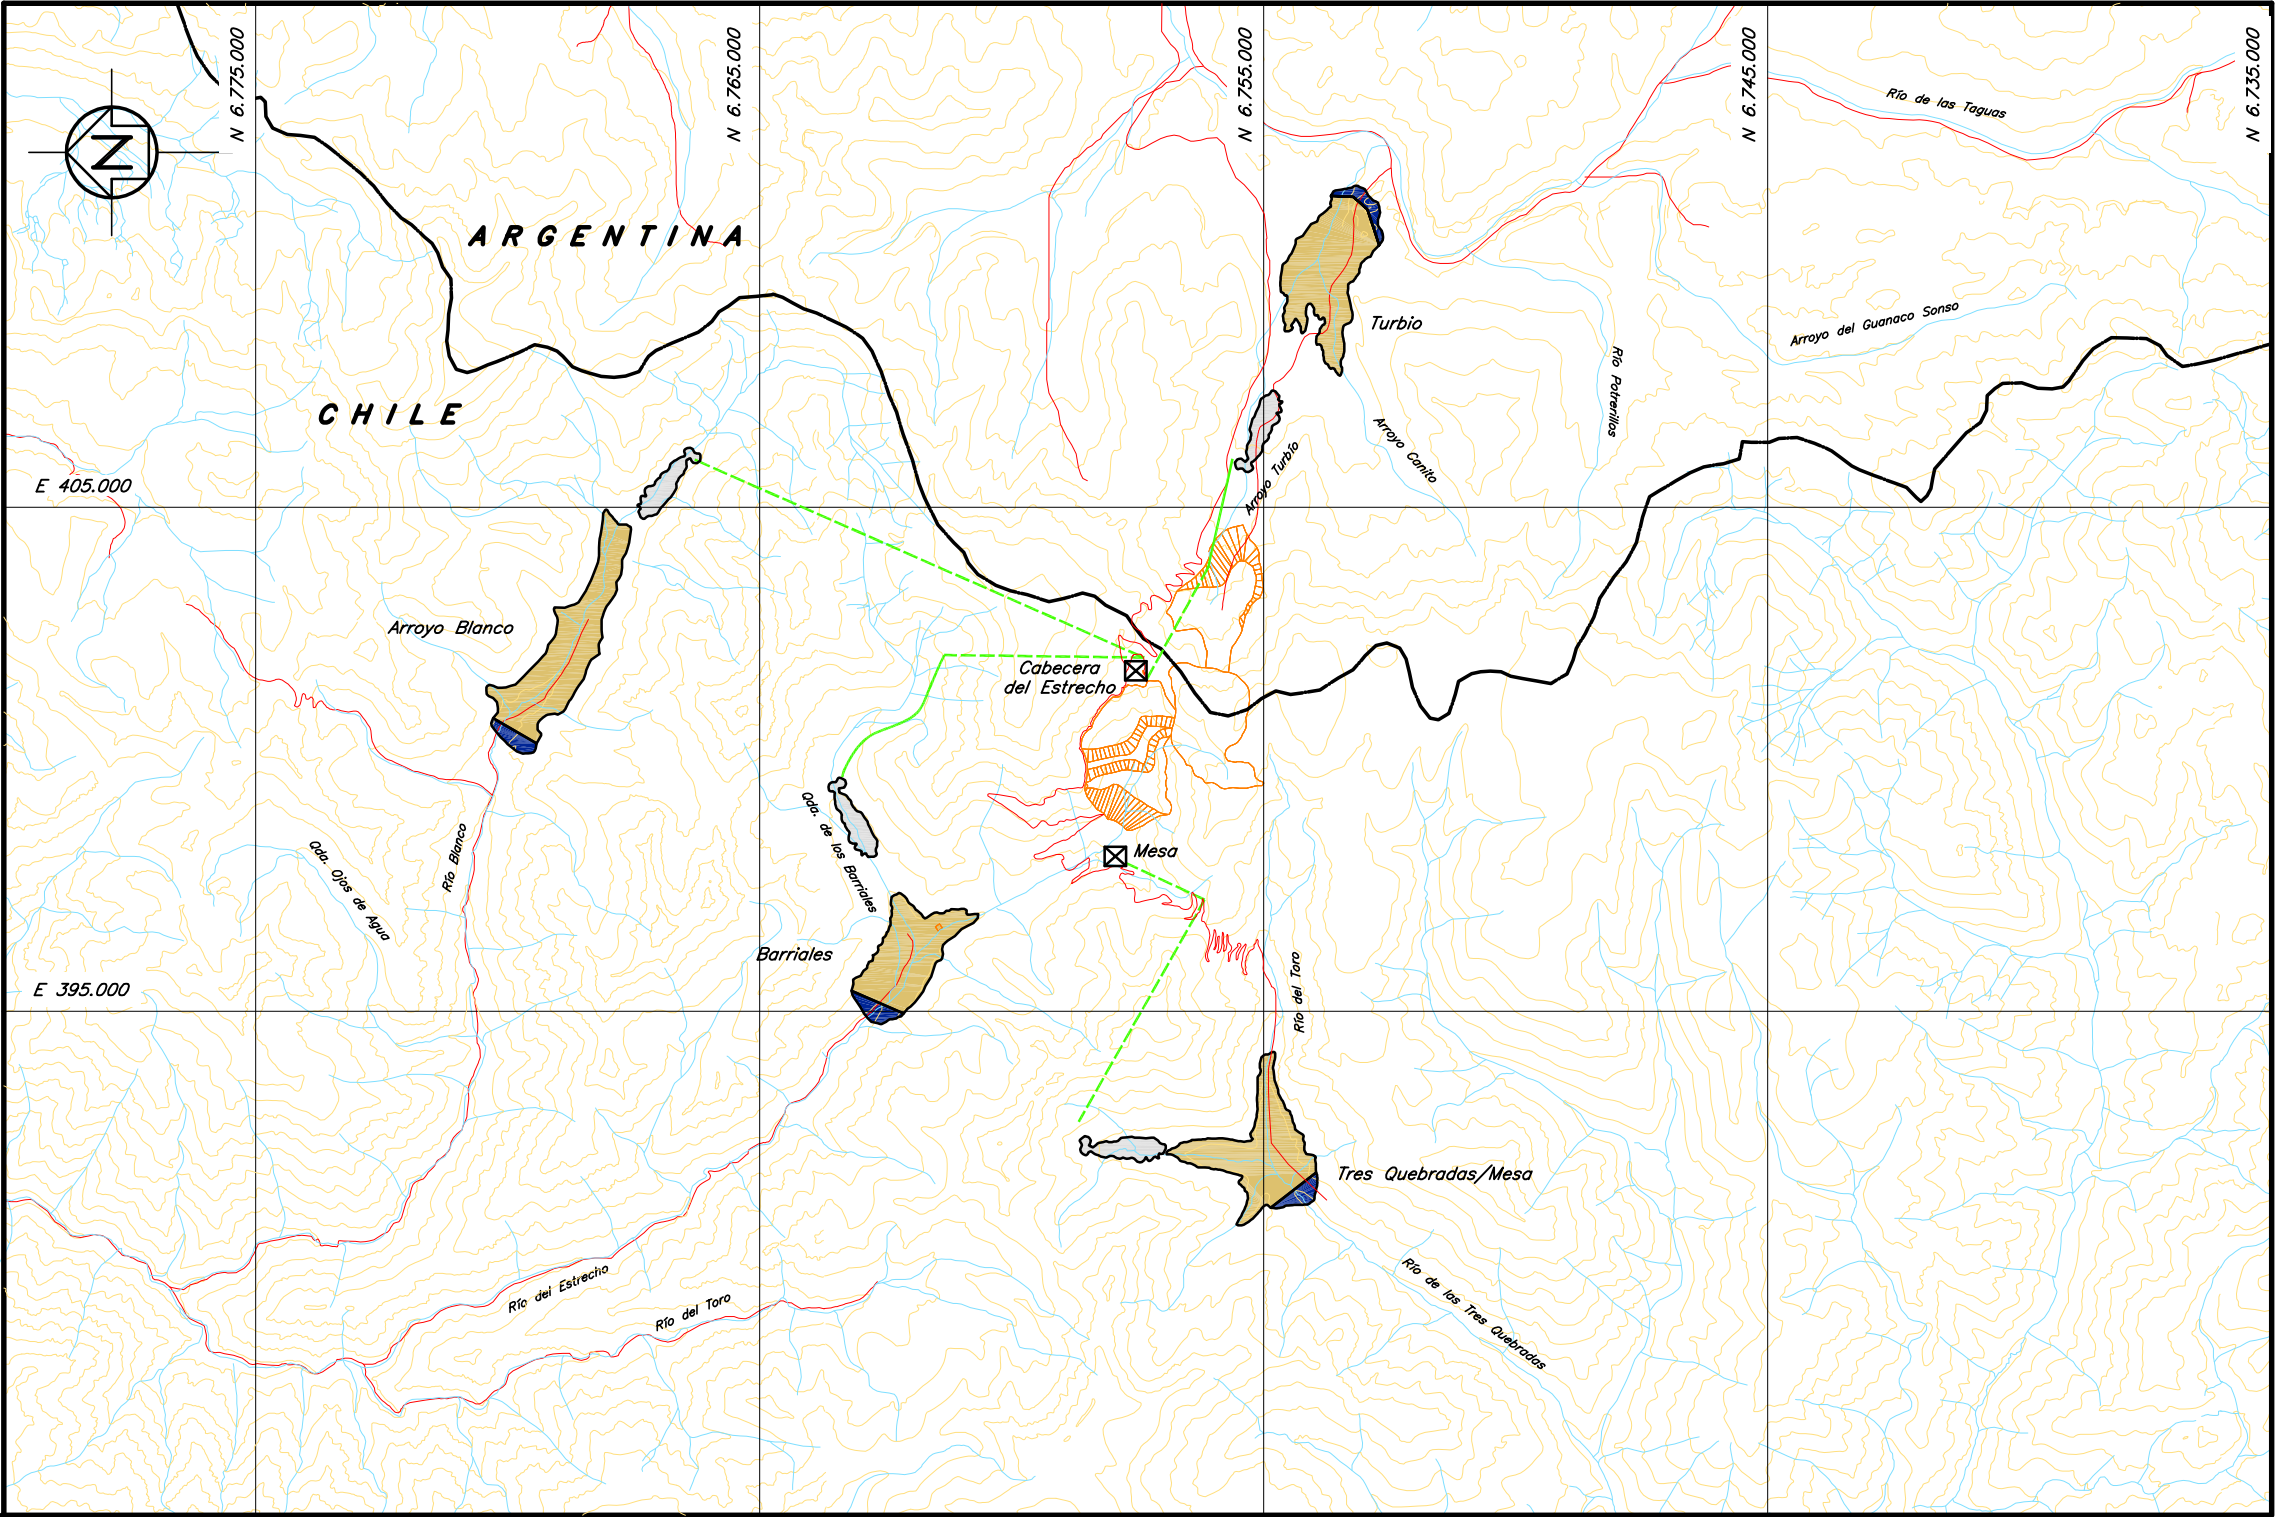 N 6.775.000
N 6.765.000
N 6.755.000
N 6.745.000
N 6.735.000
N
Río de las Taguas
ARGENTINA
Turbio
Arroyo del Guanaco Sonso
Río Potrerillos
CHILE
Arroyo Canito
Arroyo Turbio
E 405.000
Arroyo Blanco
Cabecera
del Estrecho
Qda. de los Barriales
Río Blanco
Qda. Ojos de Agua
Mesa
Barriales
Río del Toro
E 395.000
Tres Quebradas/Mesa
Río del Estrecho
Río del Toro
Río de las Tres Quebradas